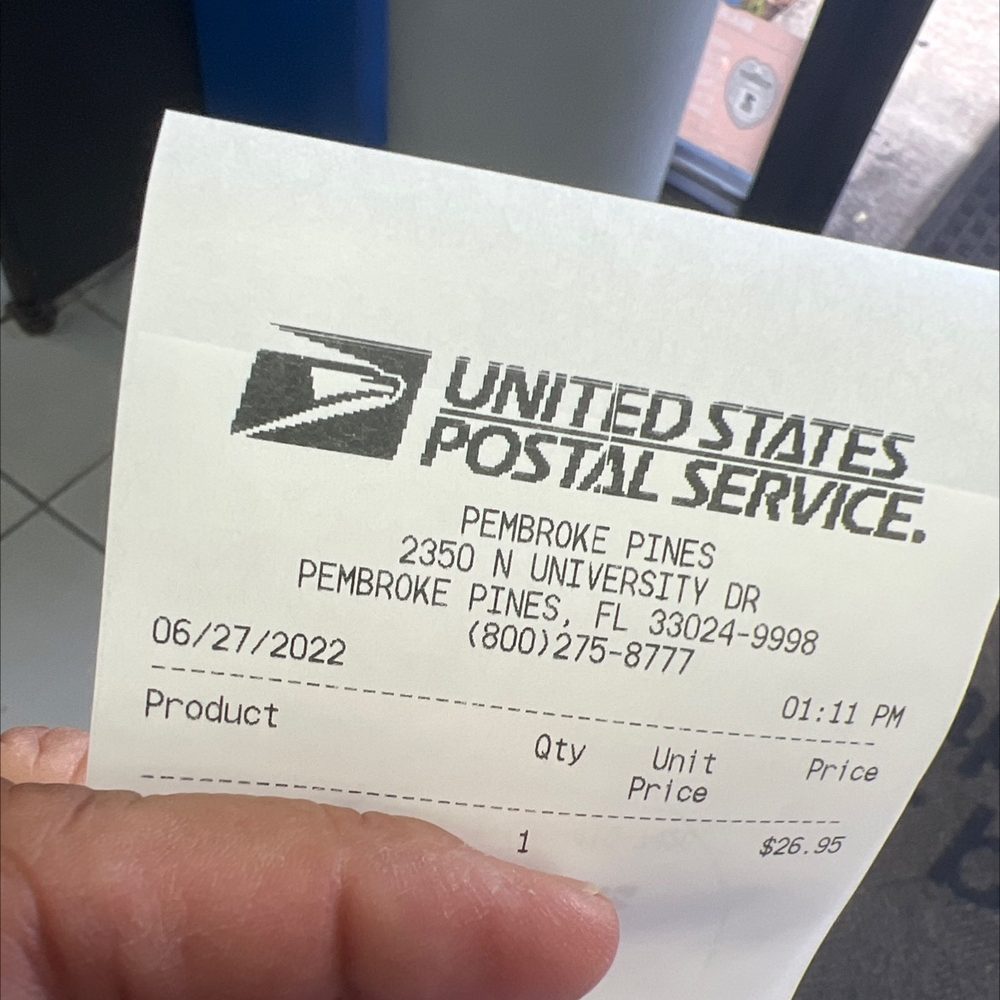 UNITED STATES
POSTAL SERVICE.
PEMBROKE PINES
2350 N UNIVERSITY DR
PEMBROKE PINES, FL 33024-9998
(800)275-8777
06/27/2022 01:11 PM
Product Qty Unit Price
Price
1 $26.95